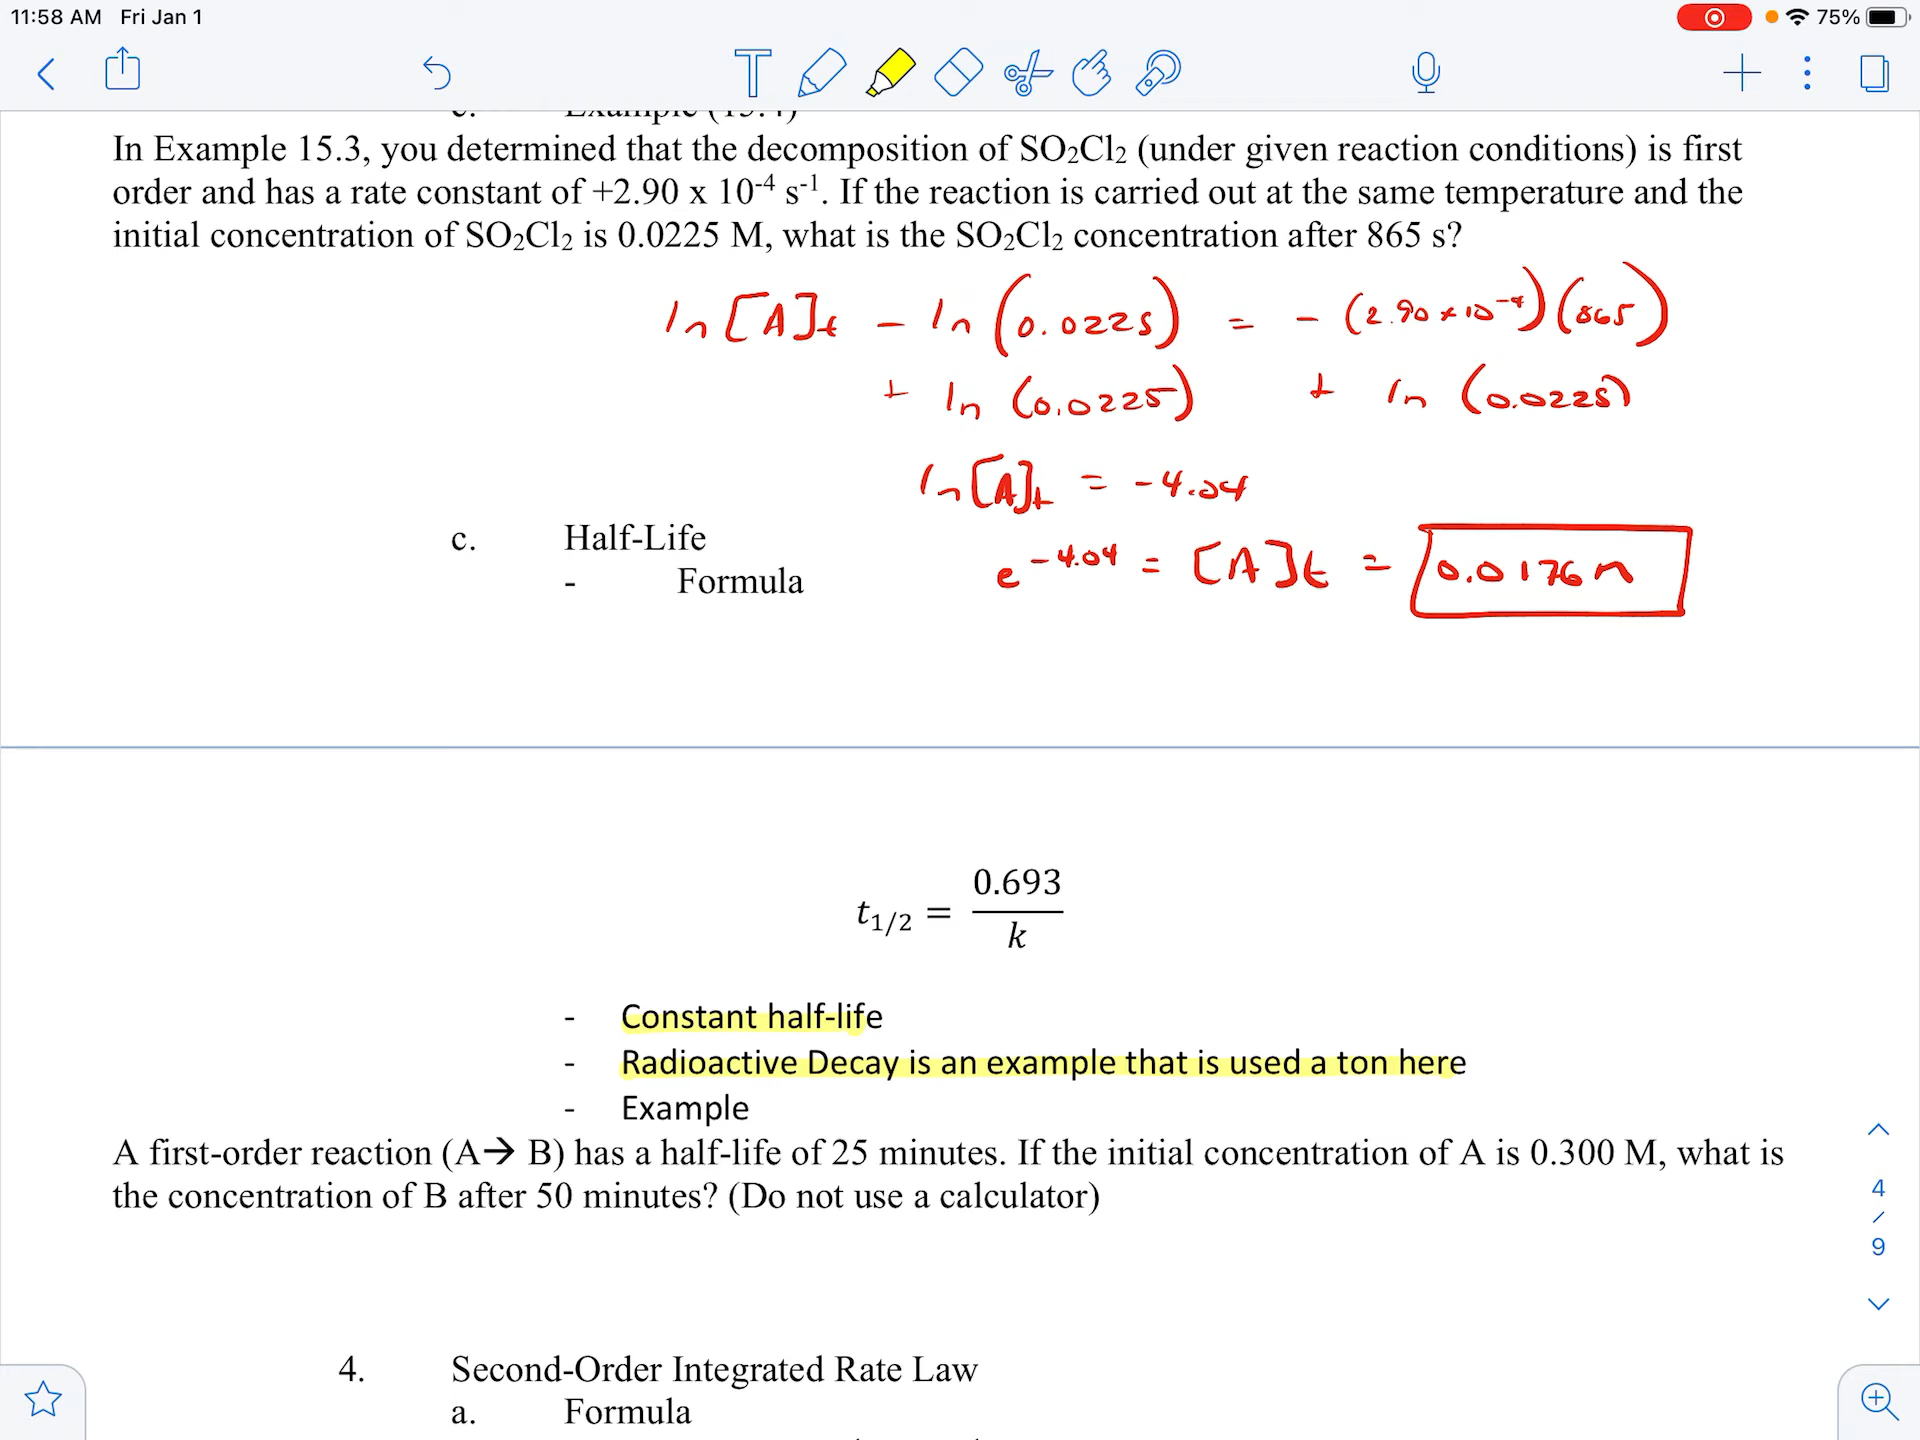 11:58 AM Fri Jan 1
75%
T
Example (15.4)
In Example 15.3, you determined that the decomposition of SO₂Cl₂ (under given reaction conditions) is first
order and has a rate constant of +2.90 x 10⁻⁴ s⁻¹. If the reaction is carried out at the same temperature and the
initial concentration of SO₂Cl₂ is 0.0225 M, what is the SO₂Cl₂ concentration after 865 s?
ln [A]t - ln (0.0225) = - (2.90 x 10⁻⁴)(865)
+ ln (0.0225) + ln (0.0225)
ln [A]t = -4.04
c. Half-Life
e^-4.04 = [A]t = 0.0176 M
- Formula
t₁/₂ = 0.693 / k
- Constant half-life
- Radioactive Decay is an example that is used a ton here
- Example
A first-order reaction (A→ B) has a half-life of 25 minutes. If the initial concentration of A is 0.300 M, what is
the concentration of B after 50 minutes? (Do not use a calculator)
4
/
9
4. Second-Order Integrated Rate Law
a. Formula